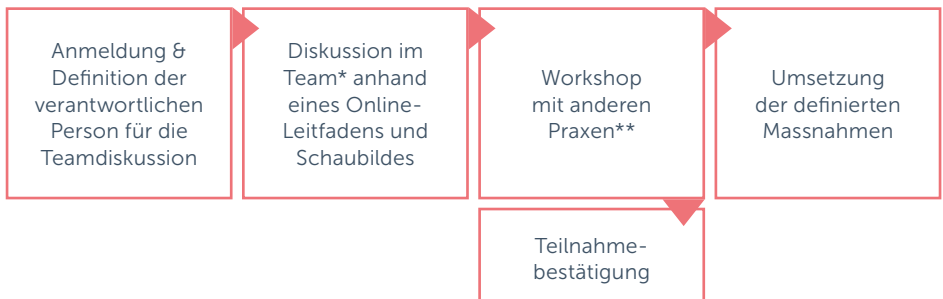 Anmeldung &
Definition der
verantwortlichen
Person für die
Teamdiskussion
Diskussion im
Team* anhand
eines Online-
Leitfadens und
Schaubildes
Workshop
mit anderen
Praxen**
Umsetzung
der definierten
Massnahmen
Teilnahme-
bestätigung